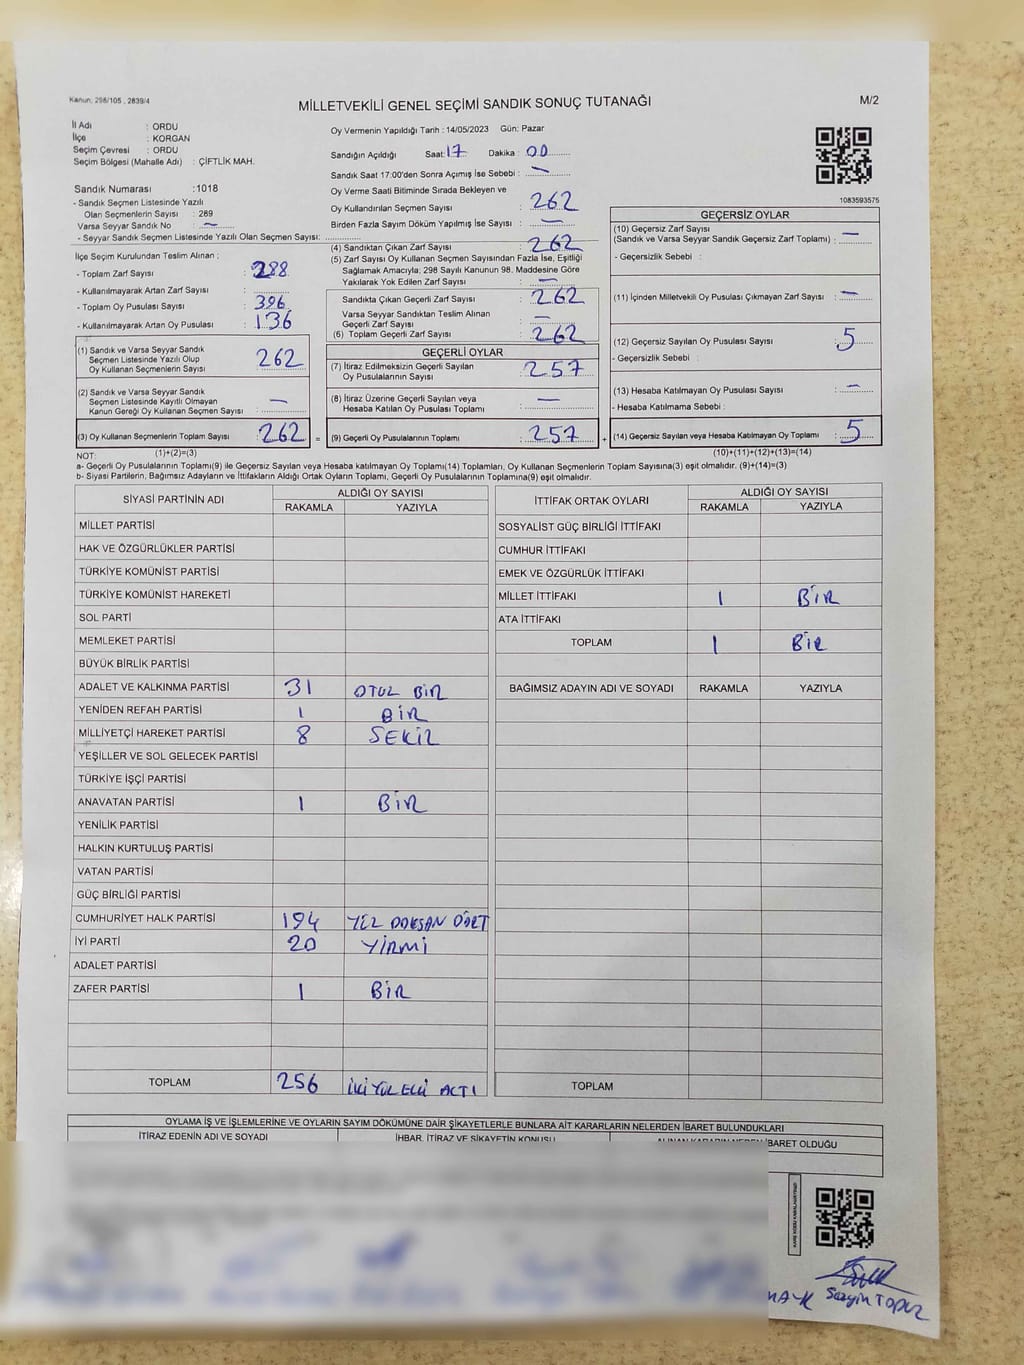 Kanun: 298/105 , 2839/4
MİLLETVEKİLİ GENEL SEÇİMİ SANDIK SONUÇ TUTANAĞI
M/2
İl Adı : ORDU
İlçe : KORGAN
Seçim Çevresi : ORDU
Seçim Bölgesi (Mahalle Adı) : ÇİFTLİK MAH.
Sandık Numarası :1018
- Sandık Seçmen Listesinde Yazılı
Olan Seçmenlerin Sayısı : 289
Varsa Seyyar Sandık No : —
- Seyyar Sandık Seçmen Listesinde Yazılı Olan Seçmen Sayısı:
Oy Vermenin Yapıldığı Tarih : 14/05/2023 Gün: Pazar
Sandığın Açıldığı Saat: 17 Dakika : 00
Sandık Saat 17:00'den Sonra Açımış İse Sebebi : —
Oy Verme Saati Bitiminde Sırada Bekleyen ve
Oy Kullandırılan Seçmen Sayısı : 262
Birden Fazla Sayım Döküm Yapılmış İse Sayısı : —
1083593575
İlçe Seçim Kurulundan Teslim Alınan :
- Toplam Zarf Sayısı : 288
- Kullanılmayarak Artan Zarf Sayısı :
- Toplam Oy Pusulası Sayısı : 396
- Kullanılmayarak Artan Oy Pusulası : 136
(4) Sandıktan Çıkan Zarf Sayısı : 262
(5) Zarf Sayısı Oy Kullanan Seçmen Sayısından Fazla İse, Eşitliği
Sağlamak Amacıyla; 298 Sayılı Kanunun 98. Maddesine Göre
Yakılarak Yok Edilen Zarf Sayısı : —
Sandıkta Çıkan Geçerli Zarf Sayısı : 262
Varsa Seyyar Sandıktan Teslim Alınan
Geçerli Zarf Sayısı : —
(6) Toplam Geçerli Zarf Sayısı : 262
GEÇERSİZ OYLAR
(10) Geçersiz Zarf Sayısı
(Sandık ve Varsa Seyyar Sandık Geçersiz Zarf Toplamı) : —
- Geçersizlik Sebebi :
(11) İçinden Milletvekili Oy Pusulası Çıkmayan Zarf Sayısı : —
(12) Geçersiz Sayılan Oy Pusulası Sayısı : 5
- Geçersizlik Sebebi :
(13) Hesaba Katılmayan Oy Pusulası Sayısı : —
- Hesaba Katılmama Sebebi :
(14) Geçersiz Sayılan veya Hesaba Katılmayan Oy Toplamı : 5
(10)+(11)+(12)+(13)=(14)
(1) Sandık ve Varsa Seyyar Sandık
Seçmen Listesinde Yazılı Olup
Oy Kullanan Seçmenlerin Sayısı : 262
(2) Sandık ve Varsa Seyyar Sandık
Seçmen Listesinde Kayıtlı Olmayan
Kanun Gereği Oy Kullanan Seçmen Sayısı : —
(3) Oy Kullanan Seçmenlerin Toplam Sayısı : 262 =
(1)+(2)=(3)
GEÇERLİ OYLAR
(7) İtiraz Edilmeksizin Geçerli Sayılan
Oy Pusulalarının Sayısı : 257
(8) İtiraz Üzerine Geçerli Sayılan veya
Hesaba Katılan Oy Pusulası Toplamı : —
(9) Geçerli Oy Pusulalarının Toplamı : 257 +
NOT:
a- Geçerli Oy Pusulalarının Toplamı(9) ile Geçersiz Sayılan veya Hesaba katılmayan Oy Toplamı(14) Toplamları, Oy Kullanan Seçmenlerin Toplam Sayısına(3) eşit olmalıdır. (9)+(14)=(3)
b- Siyasi Partilerin, Bağımsız Adayların ve İttifakların Aldığı Ortak Oyların Toplamı, Geçerli Oy Pusulalarının Toplamına(9) eşit olmalıdır.
SİYASİ PARTİNİN ADI ALDIĞI OY SAYISI
RAKAMLA YAZIYLA
MİLLET PARTİSİ
HAK VE ÖZGÜRLÜKLER PARTİSİ
TÜRKİYE KOMÜNİST PARTİSİ
TÜRKİYE KOMÜNİST HAREKETİ
SOL PARTİ
MEMLEKET PARTİSİ
BÜYÜK BİRLİK PARTİSİ
ADALET VE KALKINMA PARTİSİ 31 OTUZ BİR
YENİDEN REFAH PARTİSİ 1 BİR
MİLLİYETÇİ HAREKET PARTİSİ 8 SEKİZ
YEŞİLLER VE SOL GELECEK PARTİSİ
TÜRKİYE İŞÇİ PARTİSİ
ANAVATAN PARTİSİ 1 BİR
YENİLİK PARTİSİ
HALKIN KURTULUŞ PARTİSİ
VATAN PARTİSİ
GÜÇ BİRLİĞİ PARTİSİ
CUMHURİYET HALK PARTİSİ 194 YÜZ DOKSAN DÖRT
İYİ PARTİ 20 YİRMİ
ADALET PARTİSİ
ZAFER PARTİSİ 1 BİR
TOPLAM 256 İKİ YÜZ ELLİ ALTI
İTTİFAK ORTAK OYLARI ALDIĞI OY SAYISI
RAKAMLA YAZIYLA
SOSYALİST GÜÇ BİRLİĞİ İTTİFAKI
CUMHUR İTTİFAKI
EMEK VE ÖZGÜRLÜK İTTİFAKI
MİLLET İTTİFAKI 1 BİR
ATA İTTİFAKI
TOPLAM 1 BİR
BAĞIMSIZ ADAYIN ADI VE SOYADI RAKAMLA YAZIYLA
TOPLAM
OYLAMA İŞ VE İŞLEMLERİNE VE OYLARIN SAYIM DÖKÜMÜNE DAİR ŞİKAYETLERLE BUNLARA AİT KARARLARIN NELERDEN İBARET BULUNDUKLARI
İTİRAZ EDENİN ADI VE SOYADI İHBAR, İTİRAZ VE ŞİKAYETİN KONUSU ALINAN KARARIN NEDEN İBARET OLDUĞU